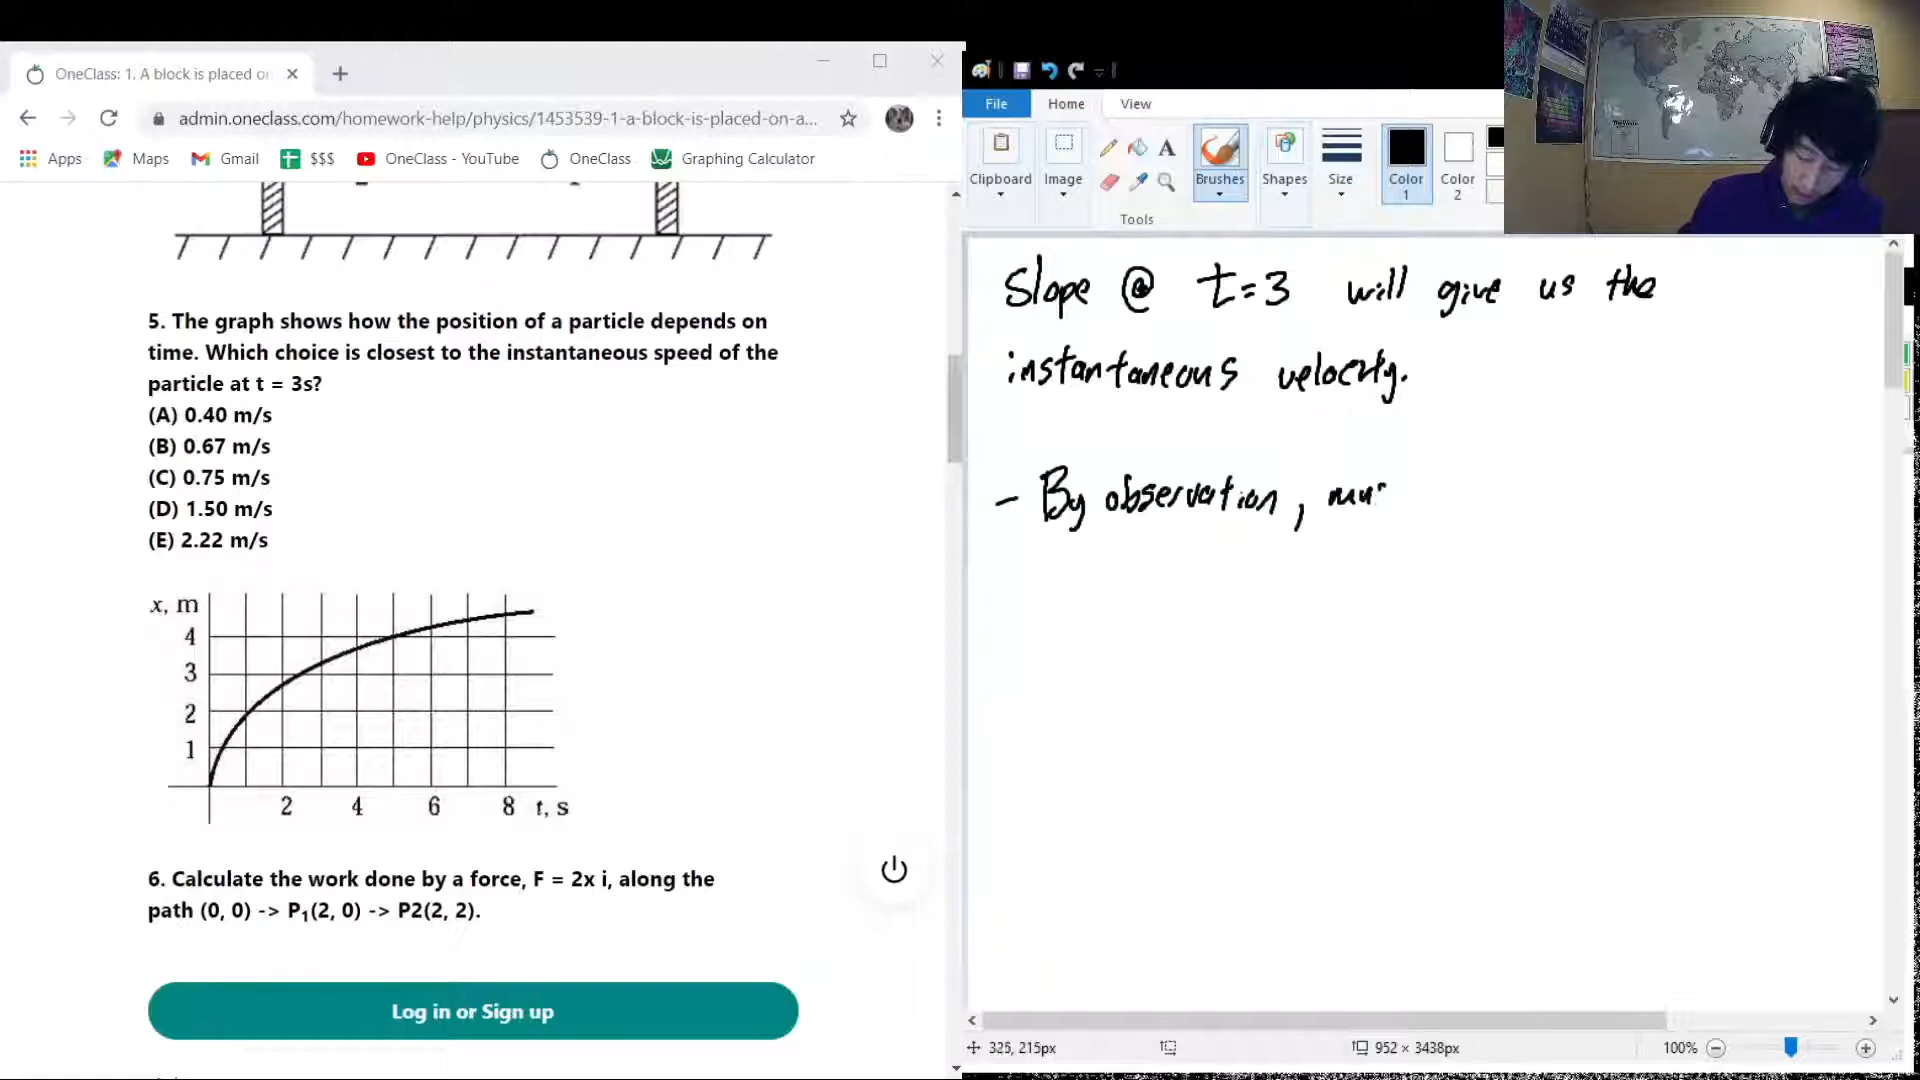 OneClass: 1. A block is placed on
admin.oneclass.com/homework-help/physics/1453539-1-a-block-is-placed-on-a...
Apps Maps Gmail $$$ OneClass - YouTube OneClass Graphing Calculator
5. The graph shows how the position of a particle depends on
time. Which choice is closest to the instantaneous speed of the
particle at t = 3s?
(A) 0.40 m/s
(B) 0.67 m/s
(C) 0.75 m/s
(D) 1.50 m/s
(E) 2.22 m/s
x, m
4
3
2
1
2 4 6 8 t, s
6. Calculate the work done by a force, F = 2x i, along the
path (0, 0) -> P₁(2, 0) -> P2(2, 2).
Log in or Sign up
File Home View
Clipboard Image Brushes Shapes Size Color 1 Color 2
Tools
Slope @ t=3 will give us the
instantaneous velocity.
- By observation,
325, 215px 952 × 3438px 100%